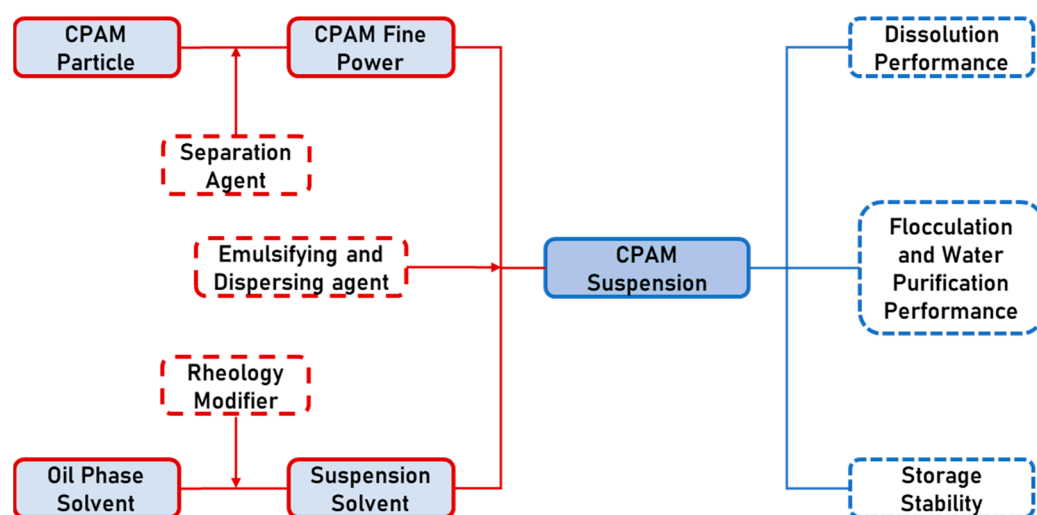 CPAM
Particle
CPAM Fine
Power
Separation
Agent
Emulsifying and
Dispersing agent
Rheology
Modifier
Oil Phase
Solvent
Suspension
Solvent
CPAM
Suspension
Dissolution
Performance
Flocculation
and Water
Purification
Performance
Storage
Stability